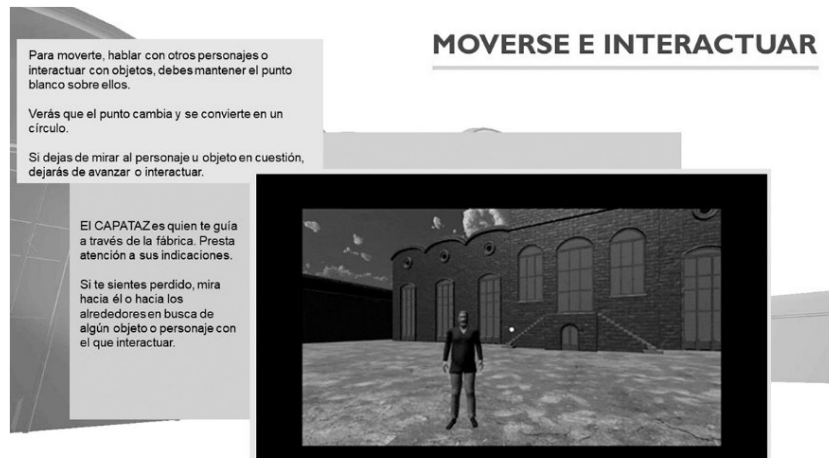 MOVERSE E INTERACTUAR
Para moverte, hablar con otros personajes o
interactuar con objetos, debes mantener el punto
blanco sobre ellos.
Verás que el punto cambia y se convierte en un
círculo.
Si dejas de mirar al personaje u objeto en cuestión,
dejarás de avanzar o interactuar.
El CAPATAZ es quien te guía
a través de la fábrica. Presta
atención a sus indicaciones.
Si te sientes perdido, mira
hacia él o hacia los
alrededores en busca de
algún objeto o personaje con
el que interactuar.